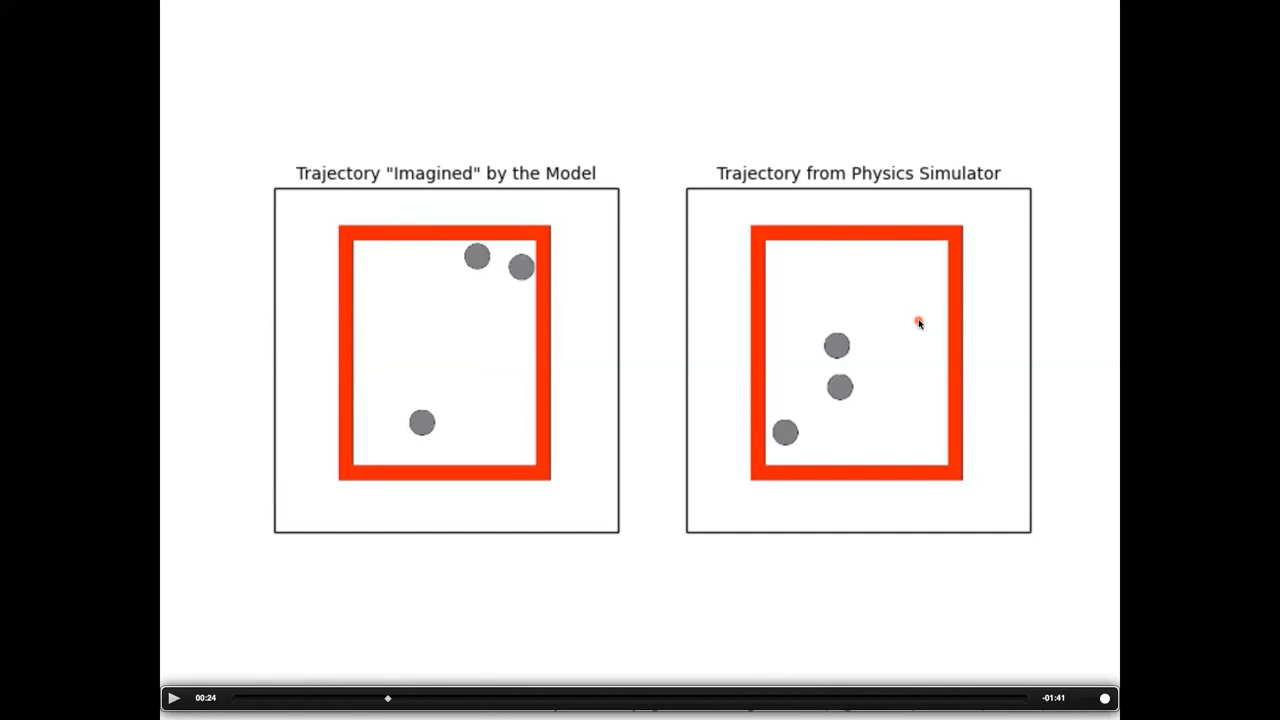 Trajectory "Imagined" by the Model
Trajectory from Physics Simulator
00:24
-01:41